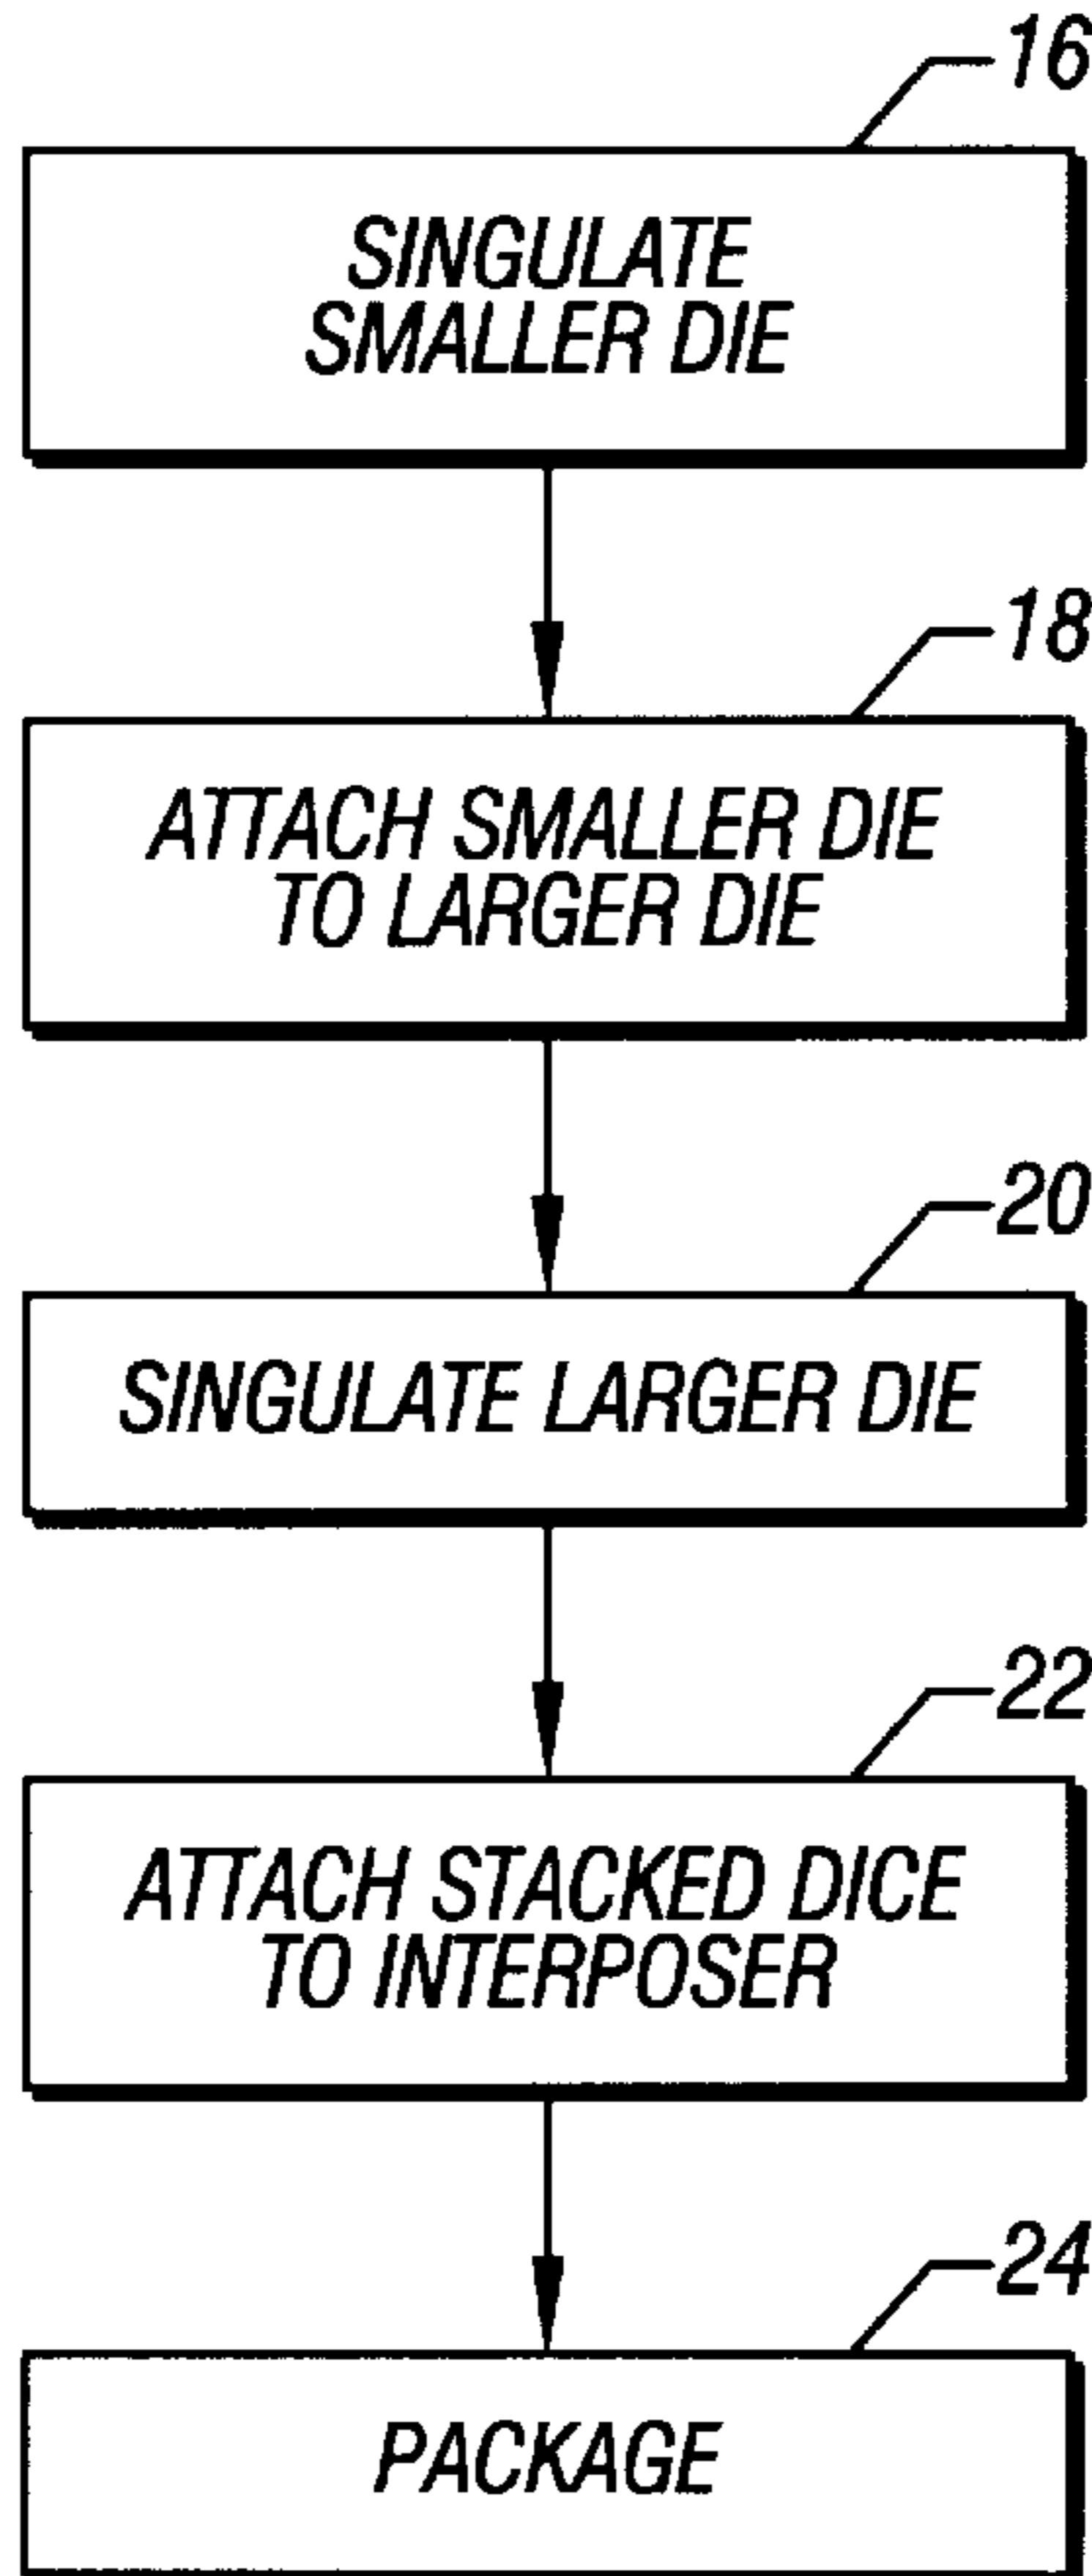 16
SINGULATE
SMALLER DIE
18
ATTACH SMALLER DIE
TO LARGER DIE
20
SINGULATE LARGER DIE
22
ATTACH STACKED DICE
TO INTERPOSER
24
PACKAGE